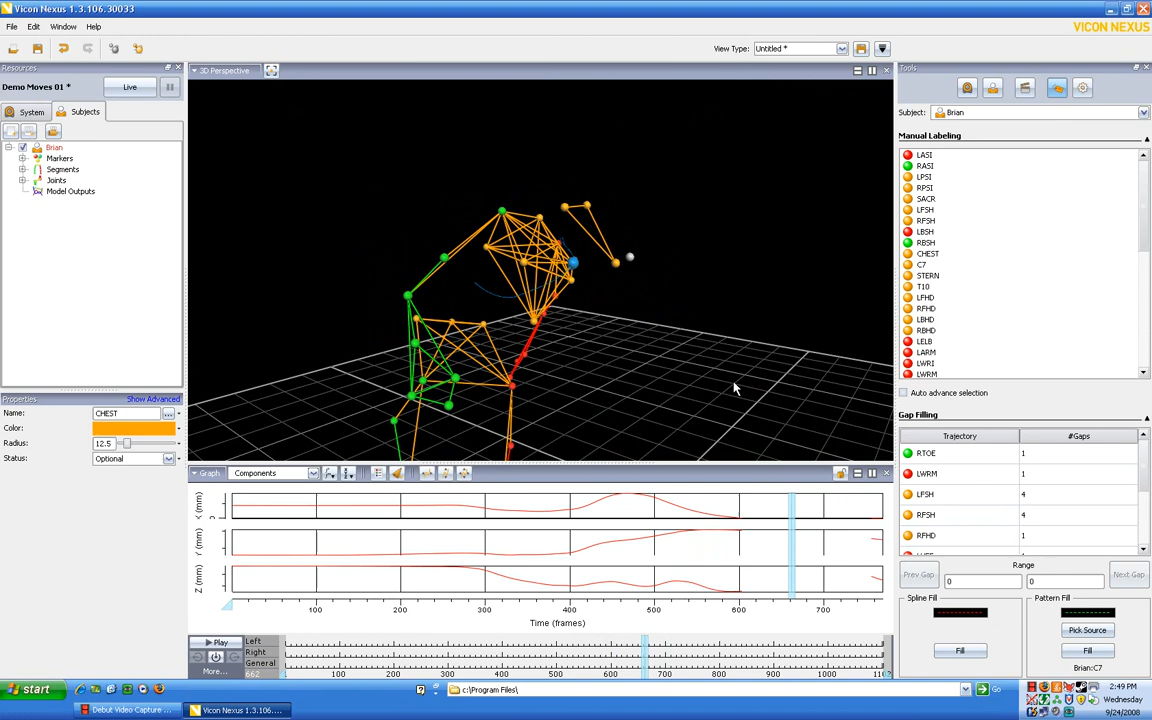 Vicon Nexus 1.3.106.30033
File Edit Window Help
VICON NEXUS
View Type: Untitled *
Resources
Demo Moves 01 * Live
System Subjects
Brian
Markers
Segments
Joints
Model Outputs
Properties
Show Advanced
Name: CHEST ...
Color:
Radius: 12.5
Status: Optional
3D Perspective
Graph Components
X (mm)
0
Y (mm)
Z (mm)
100 200 300 400 500 600 700
Time (frames)
Play
More...
Left
Right
General
662
100 200 300 400 500 600 700 800 900 1000
Tools
Subject: Brian
Manual Labeling
LASI
RASI
LPSI
RPSI
SACR
LFSH
RFSH
LBSH
RBSH
CHEST
C7
STERN
T10
LFHD
RFHD
LBHD
RBHD
LELB
LARM
LWRI
LWRM
Auto advance selection
Gap Filling
Trajectory #Gaps
RTOE 1
LWRM 1
LFSH 4
RFSH 4
RFHD 1
Prev Gap Range Next Gap
0 0
Spline Fill Pattern Fill
Pick Source
Fill Fill
Brian:C7
start
c:\Program Files\
Go
Debut Video Capture ...
Vicon Nexus 1.3.106....
2:49 PM
Wednesday
9/24/2008